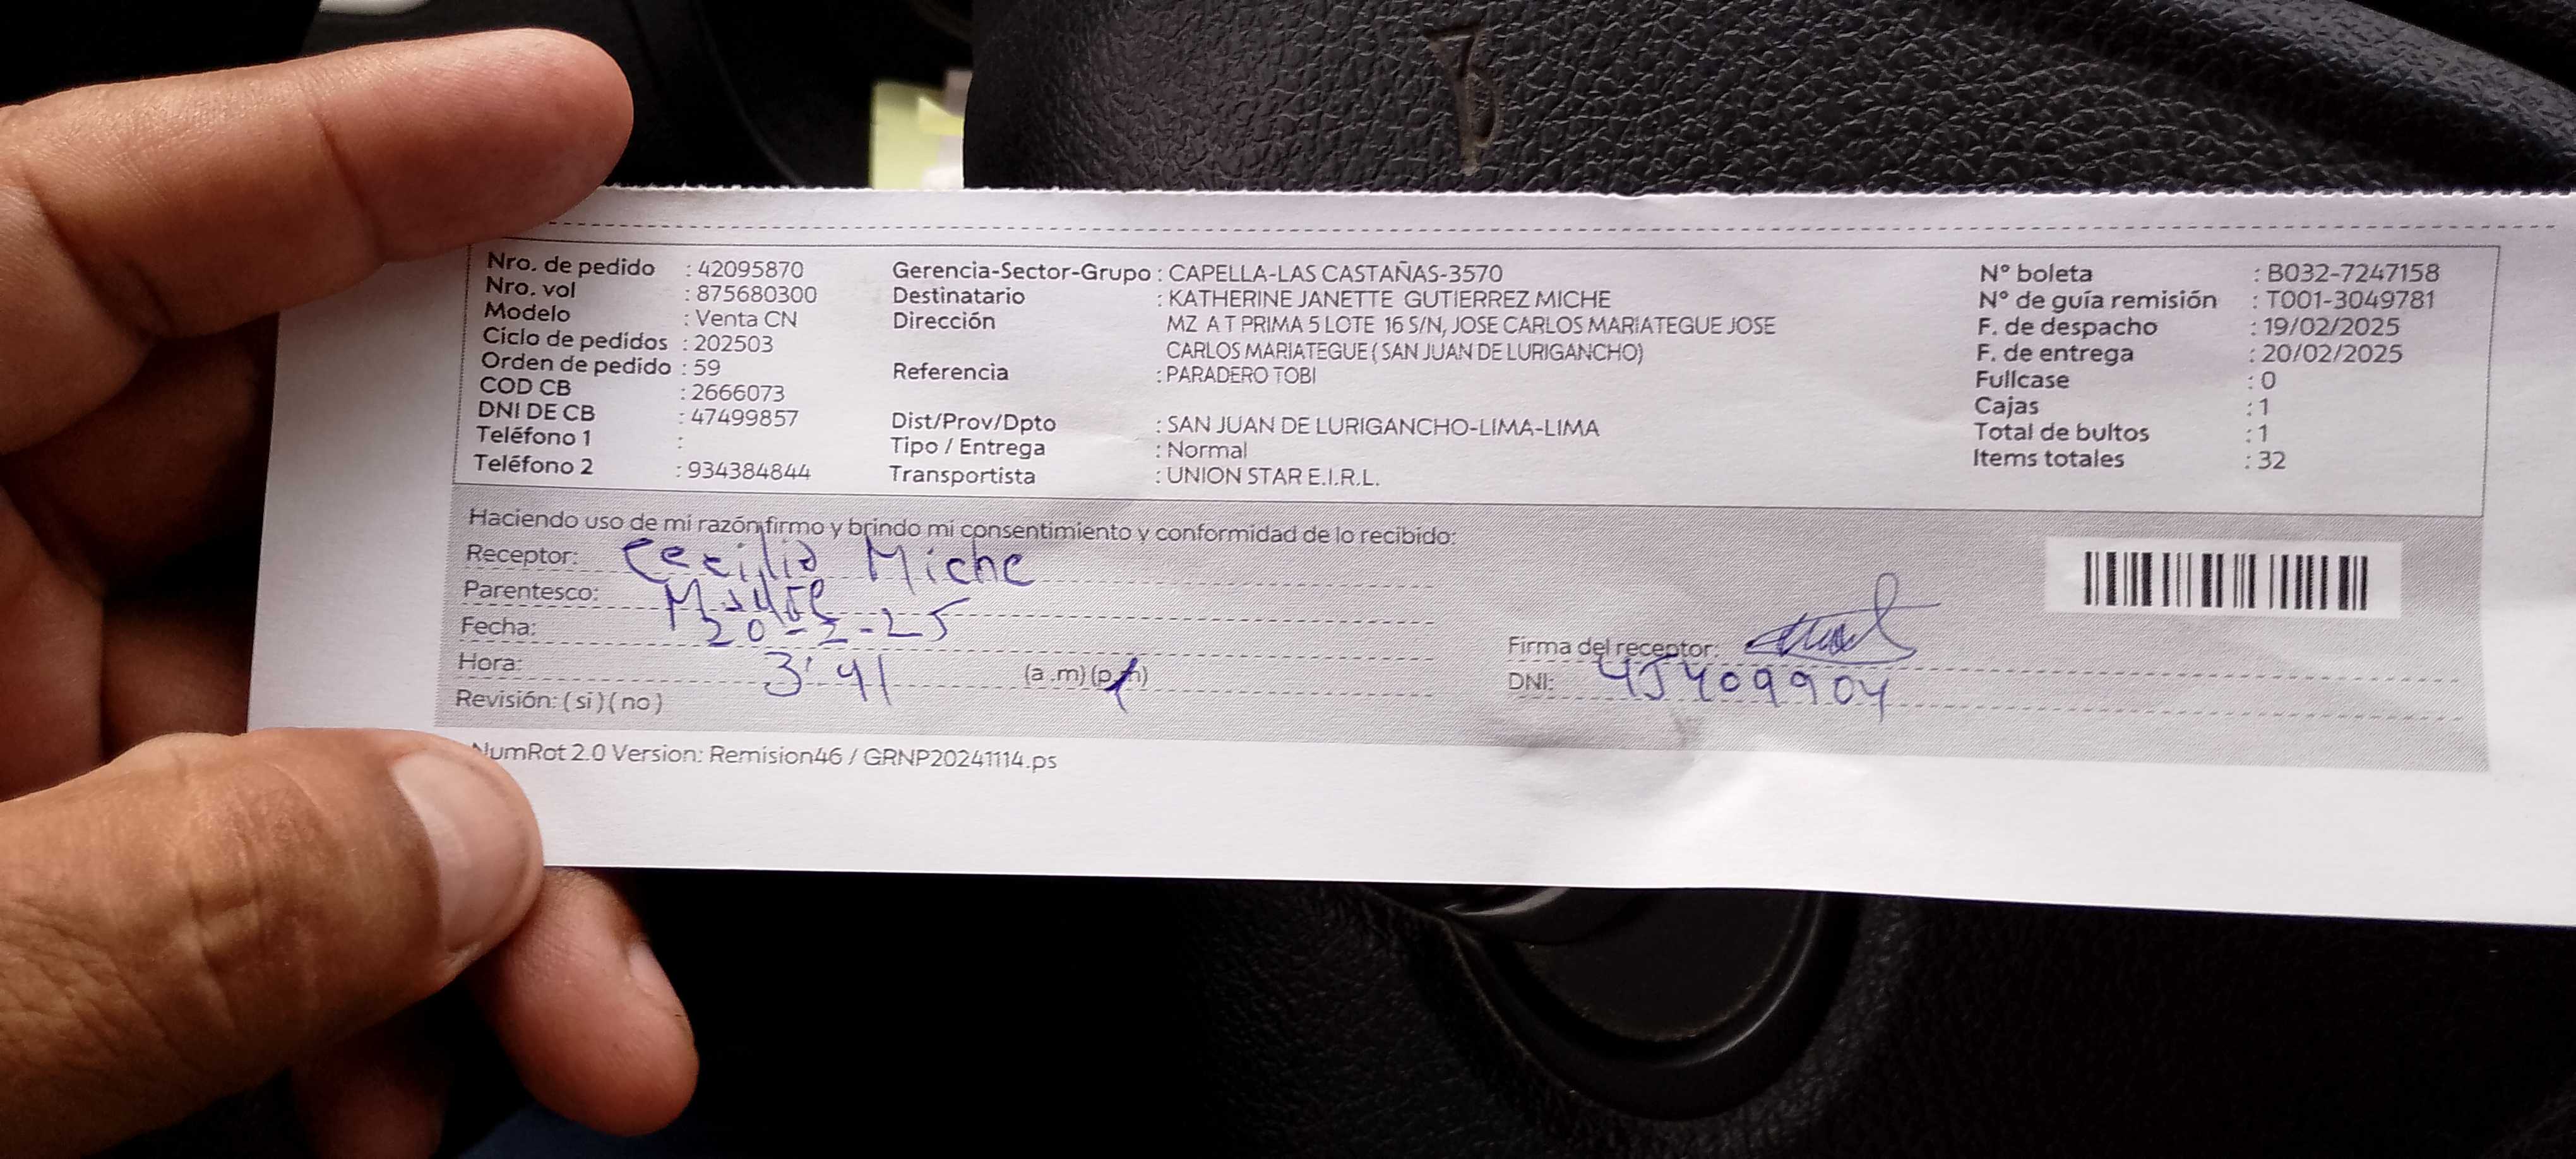 Nro. de pedido : 42095870
Nro. vol : 875680300
Modelo : Venta CN
Ciclo de pedidos : 202503
Orden de pedido : 59
COD CB : 2666073
DNI DE CB : 47499857
Teléfono 1 :
Teléfono 2 : 934384844
Gerencia-Sector-Grupo : CAPELLA-LAS CASTAÑAS-3570
Destinatario : KATHERINE JANETTE GUTIERREZ MICHE
Dirección MZ A T PRIMA 5 LOTE 16 S/N, JOSE CARLOS MARIATEGUE JOSE
CARLOS MARIATEGUE ( SAN JUAN DE LURIGANCHO)
Referencia : PARADERO TOBI
Dist/Prov/Dpto : SAN JUAN DE LURIGANCHO-LIMA-LIMA
Tipo / Entrega : Normal
Transportista : UNION STAR E.I.R.L.
N° boleta : B032-7247158
N° de guía remisión : T001-3049781
F. de despacho : 19/02/2025
F. de entrega : 20/02/2025
Fullcase : 0
Cajas : 1
Total de bultos : 1
Items totales : 32
Haciendo uso de mi razón firmo y brindo mi consentimiento y conformidad de lo recibido:
Receptor: Cecilia Miche
Parentesco:
Fecha: 20-2-25
Hora: 3:41 (a .m) (p.m)
Revisión: ( si ) ( no )
Firma del receptor:
DNI: 45409904
NumRot 2.0 Version: Remision46 / GRNP20241114.ps